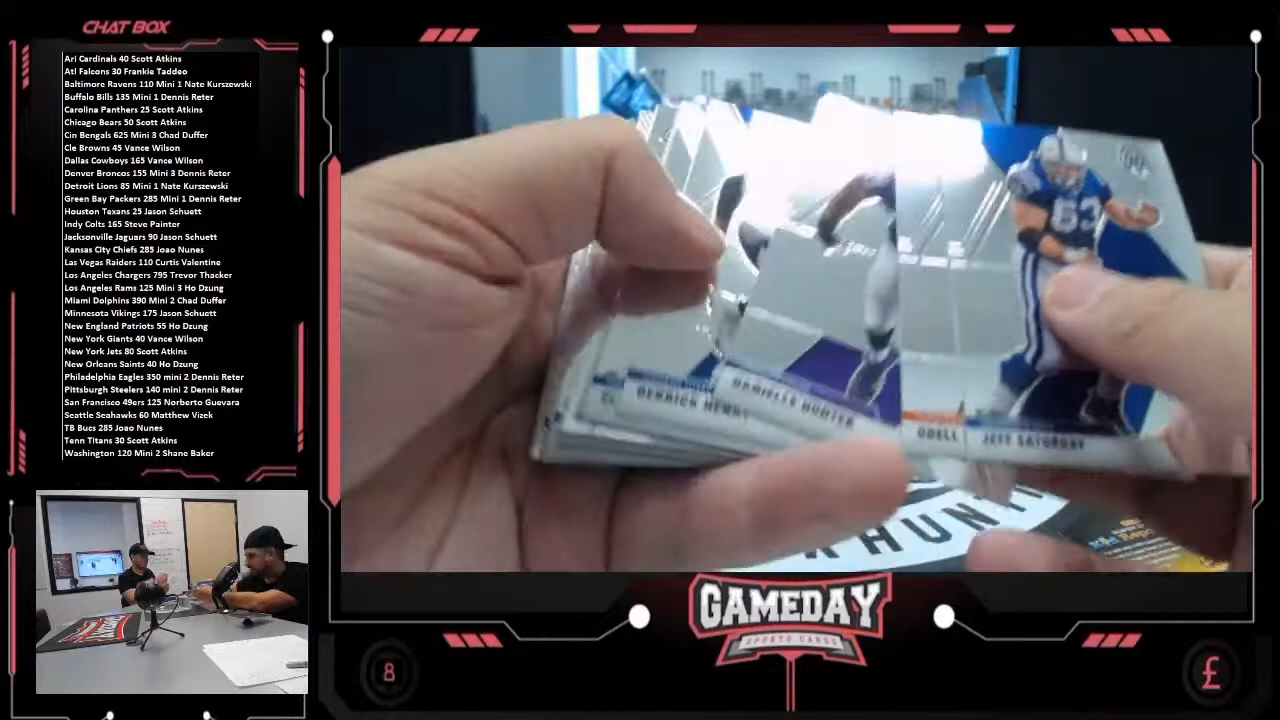 CHAT BOX
Ari Cardinals 40 Scott Atkins
Atl Falcons 30 Frankie Taddeo
Baltimore Ravens 110 Mini 1 Nate Kurszewski
Buffalo Bills 135 Mini 1 Dennis Reter
Carolina Panthers 25 Scott Atkins
Chicago Bears 50 Scott Atkins
Cin Bengals 625 Mini 3 Chad Duffer
Cle Browns 45 Vance Wilson
Dallas Cowboys 165 Vance Wilson
Denver Broncos 155 Mini 3 Dennis Reter
Detroit Lions 85 Mini 1 Nate Kurszewski
Green Bay Packers 285 Mini 1 Dennis Reter
Houston Texans 25 Jason Schuett
Indy Colts 165 Steve Painter
Jacksonville Jaguars 90 Jason Schuett
Kansas City Chiefs 285 Joao Nunes
Las Vegas Raiders 110 Curtis Valentine
Los Angeles Chargers 795 Trevor Thacker
Los Angeles Rams 125 Mini 3 Ho Dzung
Miami Dolphins 390 Mini 2 Chad Duffer
Minnesota Vikings 175 Jason Schuett
New England Patriots 55 Ho Dzung
New York Giants 40 Vance Wilson
New York Jets 80 Scott Atkins
New Orleans Saints 40 Ho Dzung
Philadelphia Eagles 350 mini 2 Dennis Reter
Pittsburgh Steelers 140 mini 2 Dennis Reter
San Francisco 49ers 125 Norberto Guevara
Seattle Seahawks 60 Matthew Vizek
TB Bucs 285 Joao Nunes
Tenn Titans 30 Scott Atkins
Washington 120 Mini 2 Shane Baker
63
DERRICK HENRY
DANIELLE HUNTER
ODELL
JEFF SATURDAY
HUNT
GAMEDAY
SPORTS CARDS
8
£